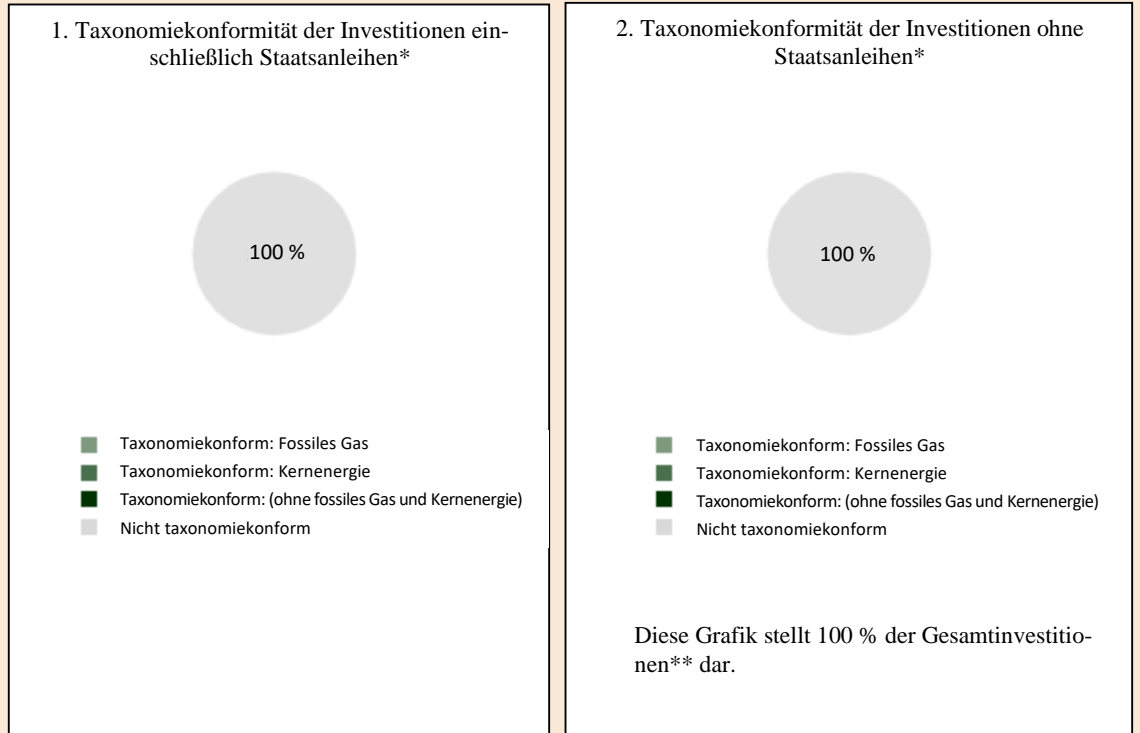 1. Taxonomiekonformität der Investitionen ein-
schließlich Staatsanleihen*
100 %
Taxonomiekonform: Fossiles Gas
Taxonomiekonform: Kernenergie
Taxonomiekonform: (ohne fossiles Gas und Kernenergie)
Nicht taxonomiekonform
2. Taxonomiekonformität der Investitionen ohne
Staatsanleihen*
100 %
Taxonomiekonform: Fossiles Gas
Taxonomiekonform: Kernenergie
Taxonomiekonform: (ohne fossiles Gas und Kernenergie)
Nicht taxonomiekonform
Diese Grafik stellt 100 % der Gesamtinvestitio-
nen** dar.